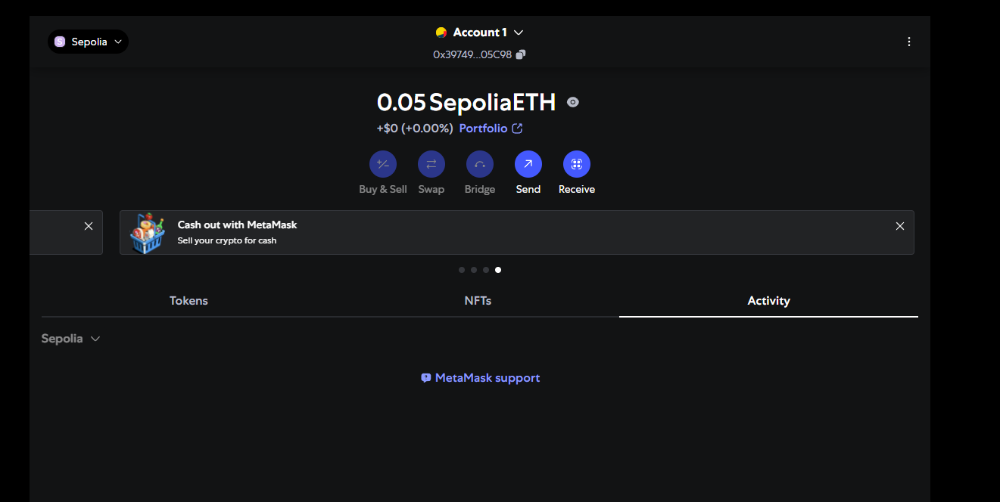 S Sepolia
Account 1
0x39749...05C98
0.05 SepoliaETH
+$0 (+0.00%) Portfolio
Buy & Sell Swap Bridge Send Receive
Cash out with MetaMask
Sell your crypto for cash
Tokens NFTs Activity
Sepolia
MetaMask support